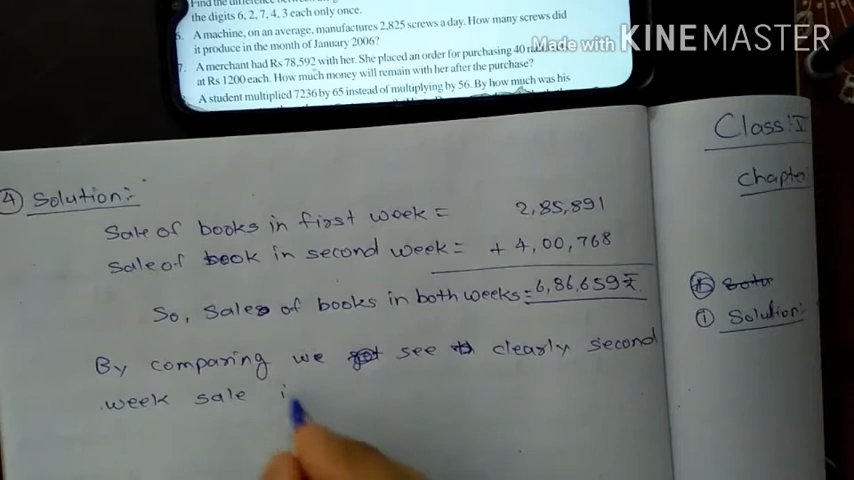 Find the difference between
the digits 6, 2, 7, 4, 3 each only once.
6. A machine, on an average, manufactures 2,825 screws a day. How many screws did
it produce in the month of January 2006?
7. A merchant had Rs 78,592 with her. She placed an order for purchasing 40
at Rs 1200 each. How much money will remain with her after the purchase?
A student multiplied 7236 by 65 instead of multiplying by 56. By how much was his
Made with KINEMASTER
Class: V
Chapter
④ Solution:-
Sale of books in first week = 2,85,891
Sale of book in second week = + 4,00,768
So, Sales of books in both weeks = 6,86,659 ₹.
By comparing we see clearly second
week sale i
① Solution: